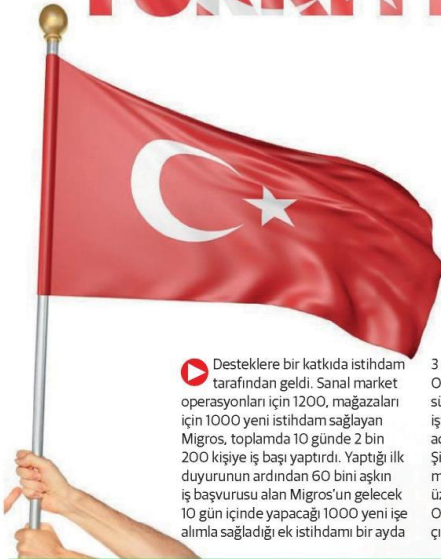 Desteklere bir katkıda istihdam
tarafından geldi. Sanal market
operasyonları için 1200, mağazaları
için 1000 yeni istihdam sağlayan
Migros, toplamda 10 günde 2 bin
200 kişiye iş başı yaptırdı. Yaptığı ilk
duyurunun ardından 60 bini aşkın
iş başvurusu alan Migros'un gelecek
10 gün içinde yapacağı 1000 yeni işe
alımla sağladığı ek istihdamı bir ayda
3